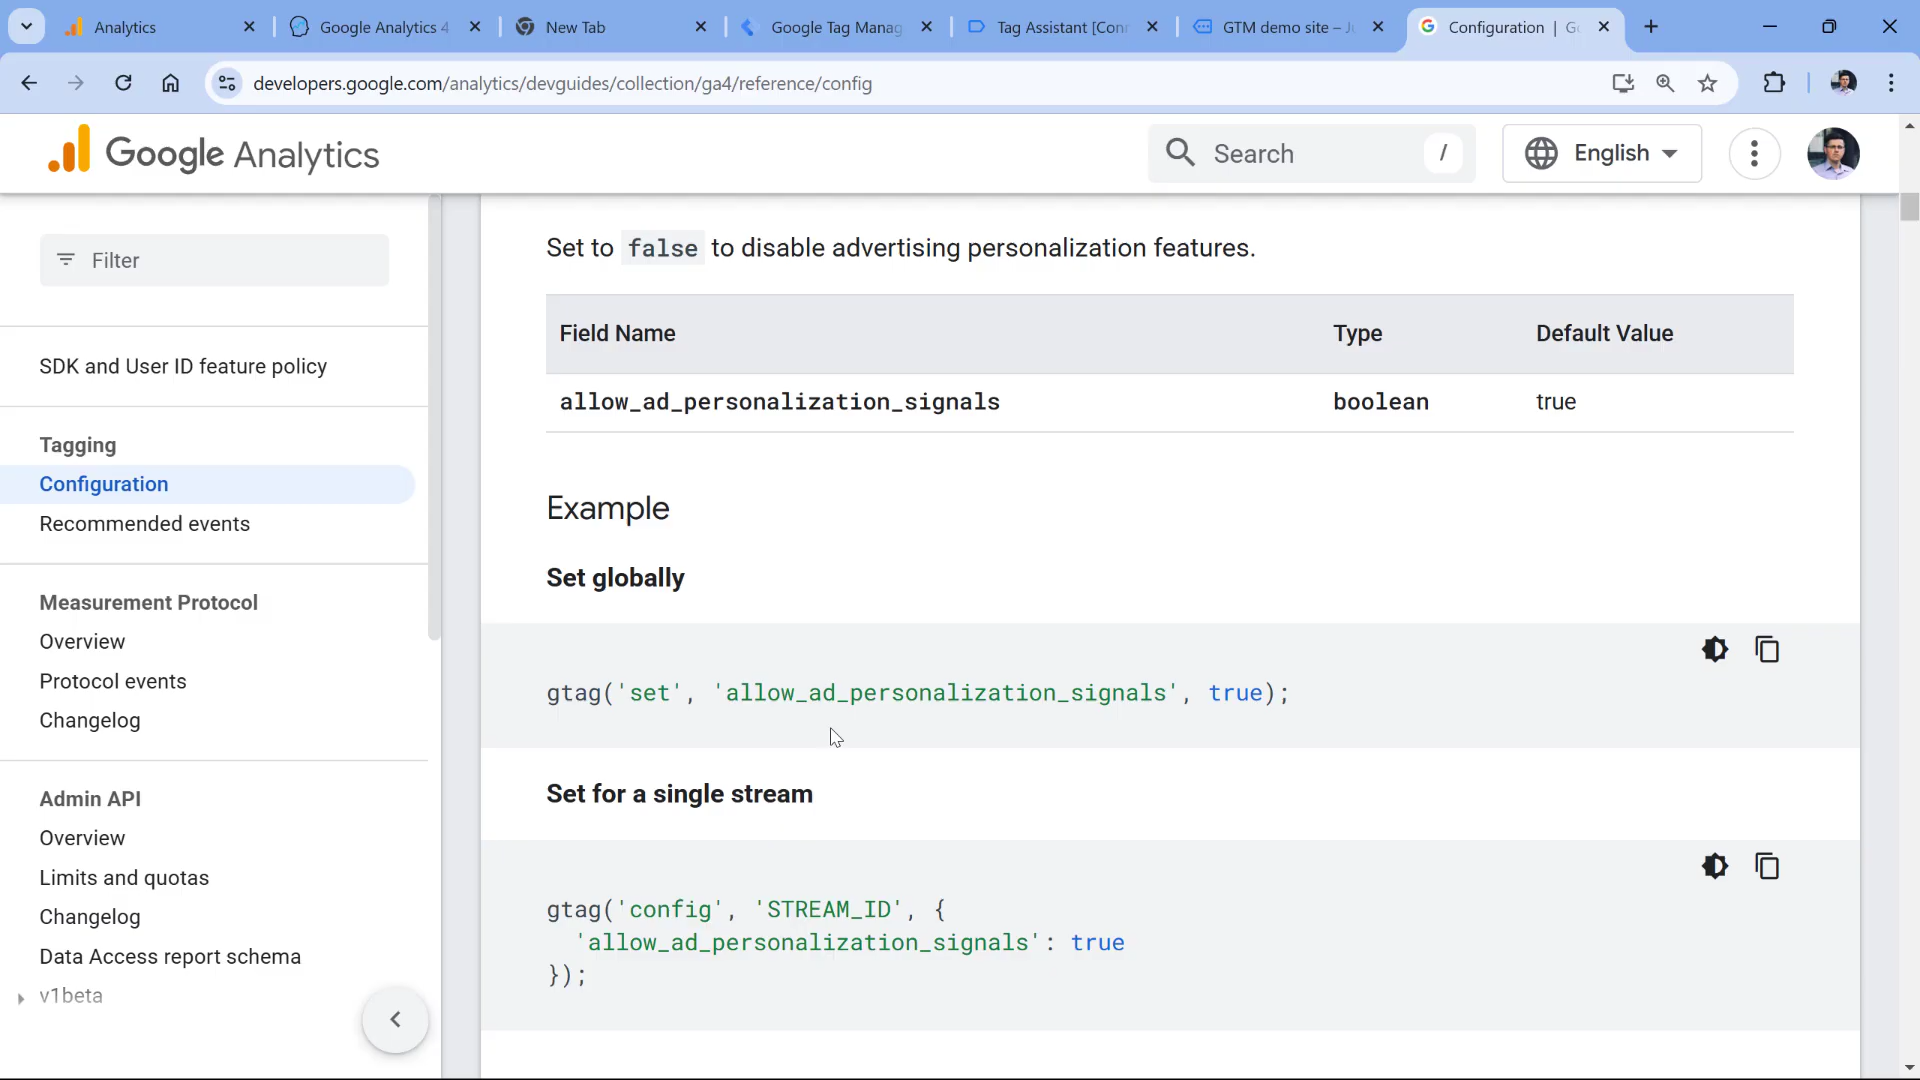 Analytics
Google Analytics 4
New Tab
Google Tag Manag
Tag Assistant [Conn
GTM demo site – Ju
Configuration | Go
developers.google.com/analytics/devguides/collection/ga4/reference/config
Google Analytics
Search
/
English
Filter
SDK and User ID feature policy
Tagging
Configuration
Recommended events
Measurement Protocol
Overview
Protocol events
Changelog
Admin API
Overview
Limits and quotas
Changelog
Data Access report schema
v1beta
Set to false to disable advertising personalization features.
Field Name Type Default Value
allow_ad_personalization_signals boolean true
Example
Set globally
gtag('set', 'allow_ad_personalization_signals', true);
Set for a single stream
gtag('config', 'STREAM_ID', {
'allow_ad_personalization_signals': true
});